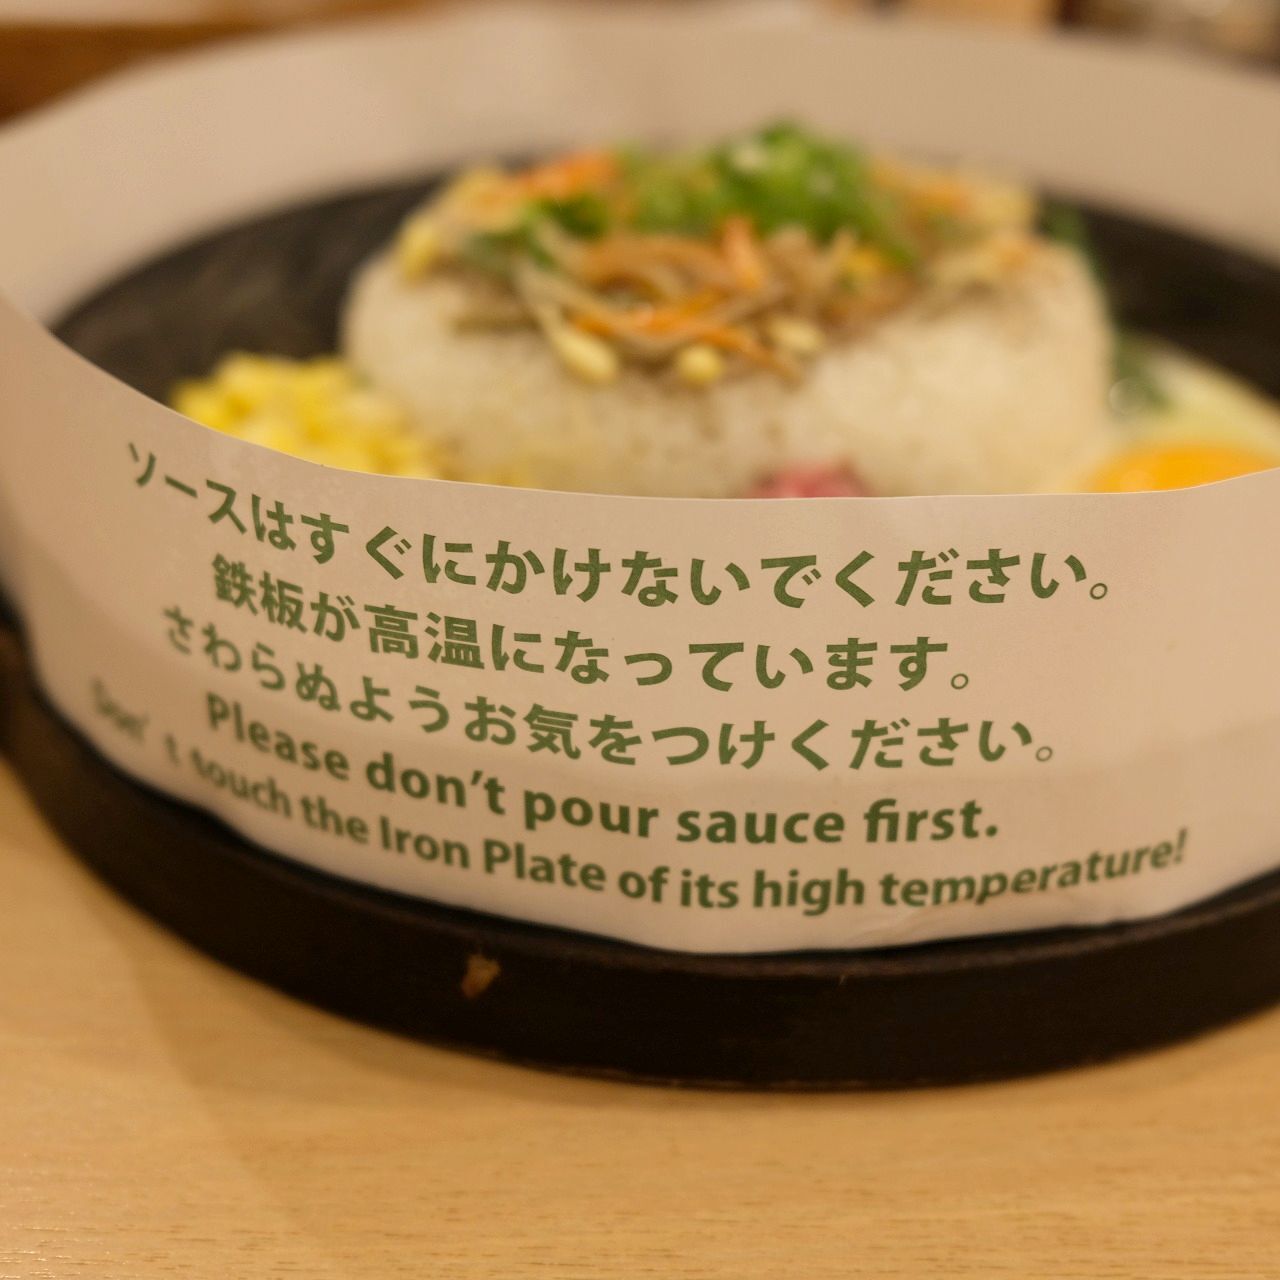 ソースはすぐにかけないでください。
鉄板が高温になっています。
さわらぬようお気をつけください。
Please don't pour sauce first.
Don't touch the Iron Plate of its high temperature!